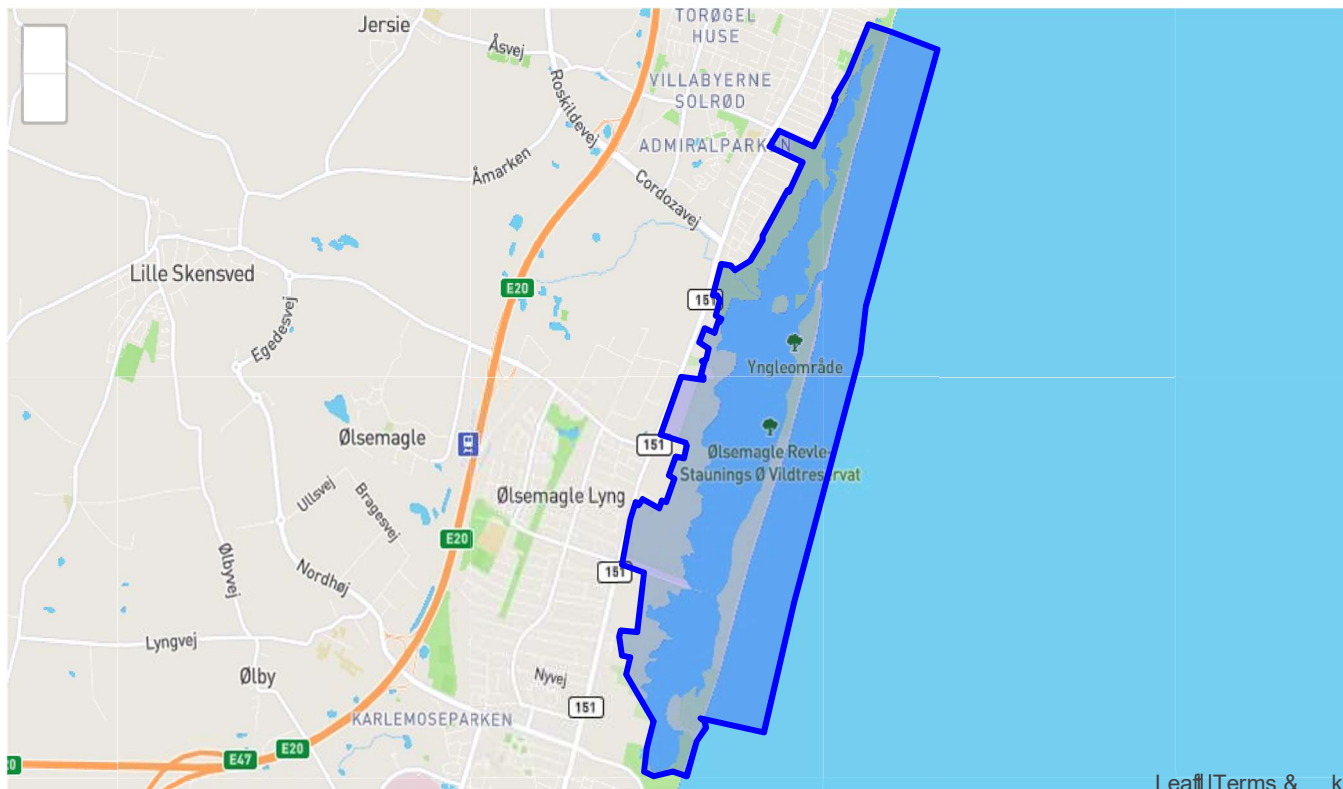 Jersie
TORØGEL
HUSE
Åsvej
VILLABYERNE
SOLRØD
Roskildevej
ADMIRALPARKEN
Åmarken
Cordozavej
Lille Skensved
E20
151
Egedesvej
Yngleområde
Ølsemagle
151
Ølsemagle Revle-
Staunings Ø Vildtreservat
Ullsvej
Bragesvej
Ølsemagle Lyng
E20
Ølbyvej
Nordhøj
151
Lyngvej
Ølby
Nyvej
151
KARLEMOSEPARKEN
E20
E47
Terms &